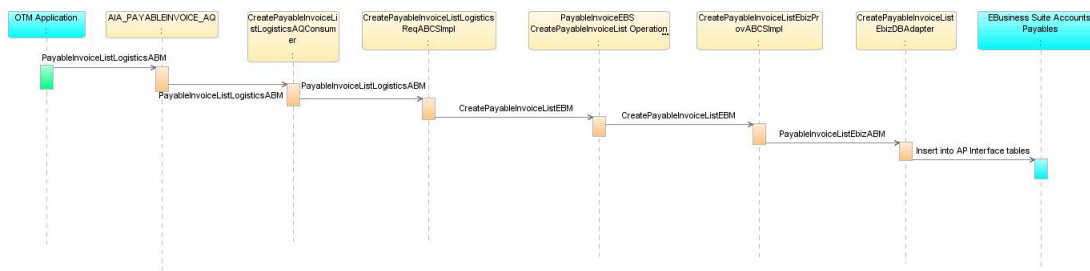 OTM Application
AIA_PAYABLEINVOICE_AQ
CreatePayableInvoiceLi
stLogisticsAQConsum
er
CreatePayableInvoiceListLogistics
ReqABCSImpl
PayableInvoiceEBS
CreatePayableInvoiceList Operation...
CreatePayableInvoiceListEbizPr
ovABCSImpl
CreatePayableInvoiceList
EbizDBAdapter
EBusiness Suite Accounts
Payables
PayableInvoiceListLogisticsABM
PayableInvoiceListLogisticsABM
PayableInvoiceListLogisticsABM
CreatePayableInvoiceListEBM
CreatePayableInvoiceListEBM
PayableInvoiceListEbizABM
Insert into AP Interface tables